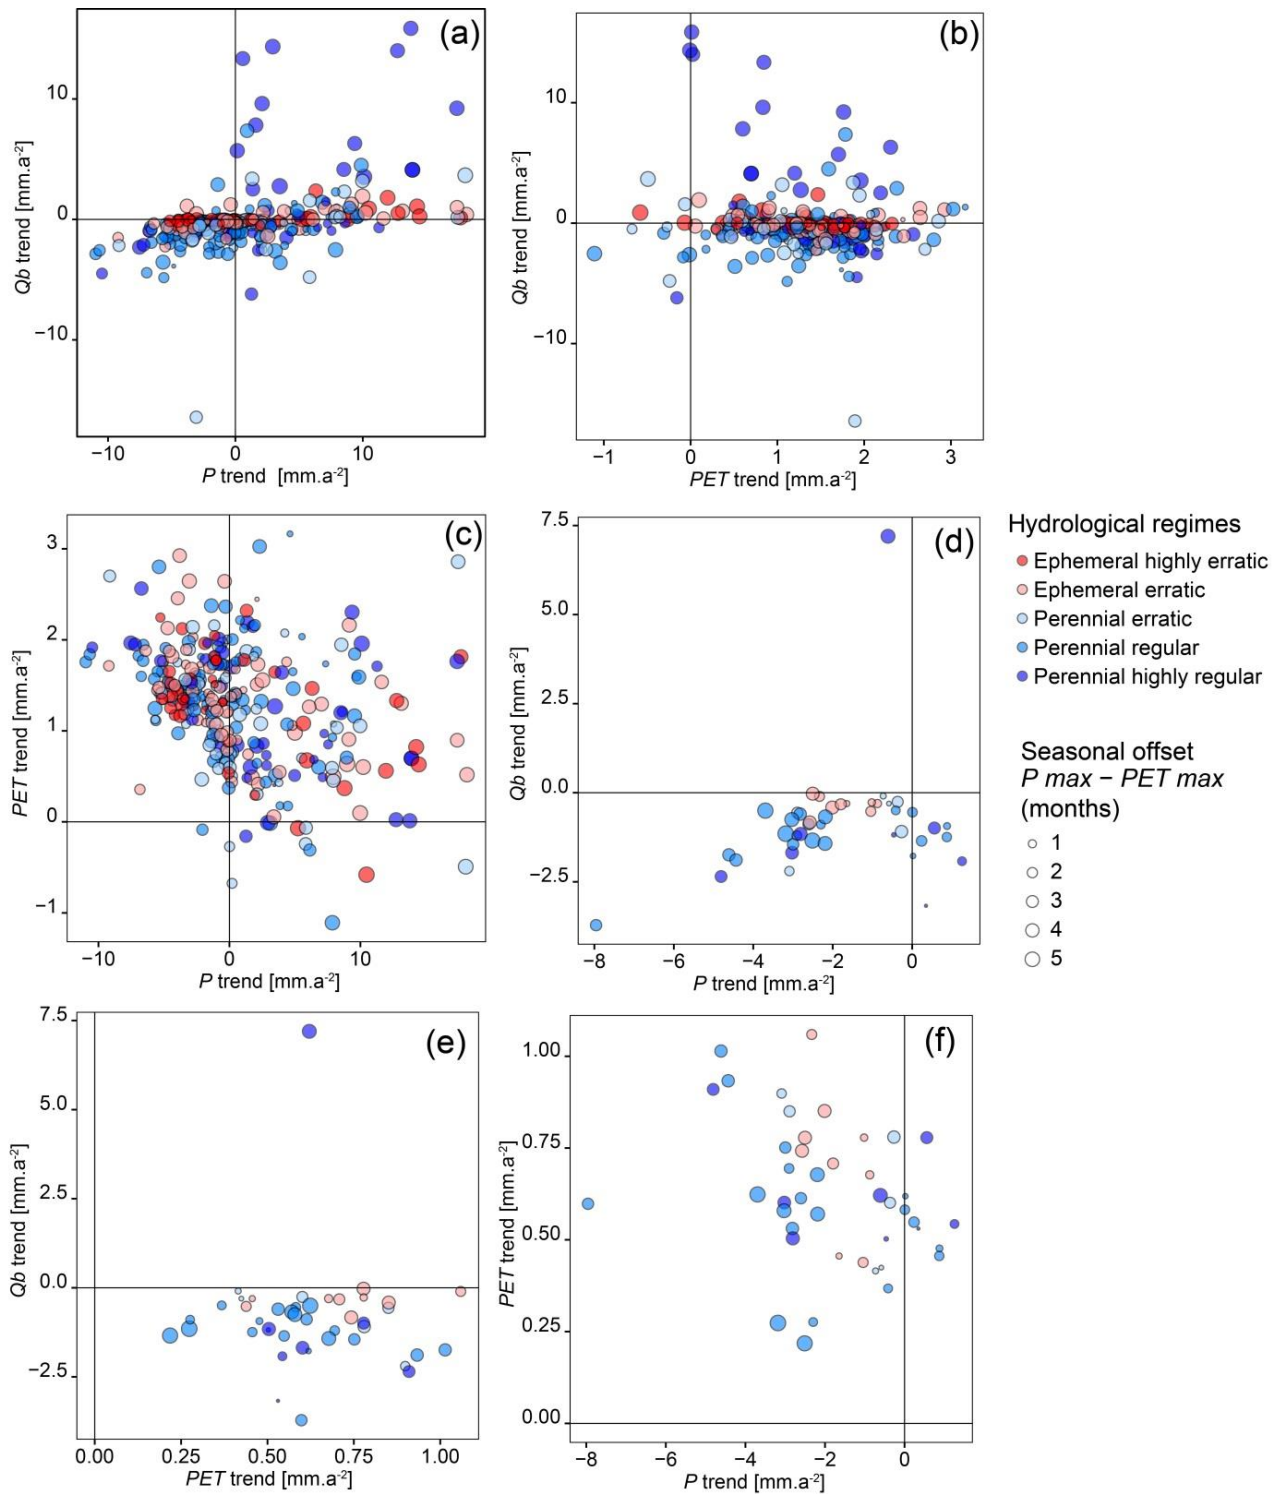 (a)
10
0
−10
Qb trend [mm.a-2]
−10 0 10
P trend [mm.a-2]
(b)
10
0
−10
Qb trend [mm.a-2]
−1 0 1 2 3
PET trend [mm.a-2]
(c)
3
2
1
0
−1
PET trend [mm.a-2]
−10 0 10
P trend [mm.a-2]
(d)
7.5
5.0
2.5
0.0
−2.5
Qb trend [mm.a-2]
−8 −6 −4 −2 0
P trend [mm.a-2]
Hydrological regimes
Ephemeral highly erratic
Ephemeral erratic
Perennial erratic
Perennial regular
Perennial highly regular
Seasonal offset
P max − PET max
(months)
1
2
3
4
5
(e)
7.5
5.0
2.5
0.0
−2.5
Qb trend [mm.a-2]
0.00 0.25 0.50 0.75 1.00
PET trend [mm.a-2]
(f)
1.00
0.75
0.50
0.25
0.00
PET trend [mm.a-2]
−8 −6 −4 −2 0
P trend [mm.a-2]